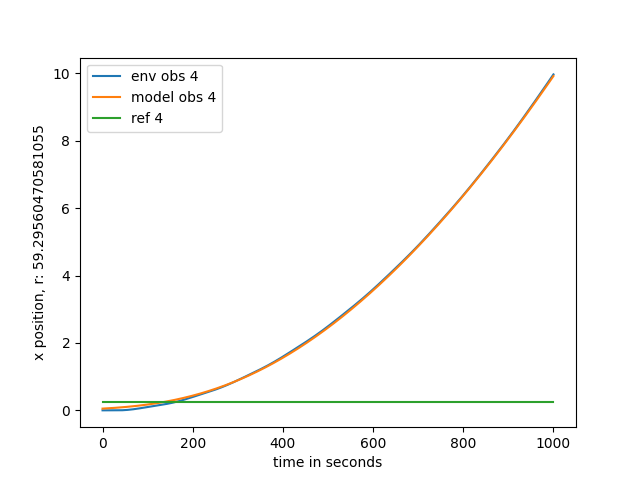 env obs 4
model obs 4
ref 4
10
8
6
4
2
0
x position, r: 59.29560470581055
0 200 400 600 800 1000
time in seconds